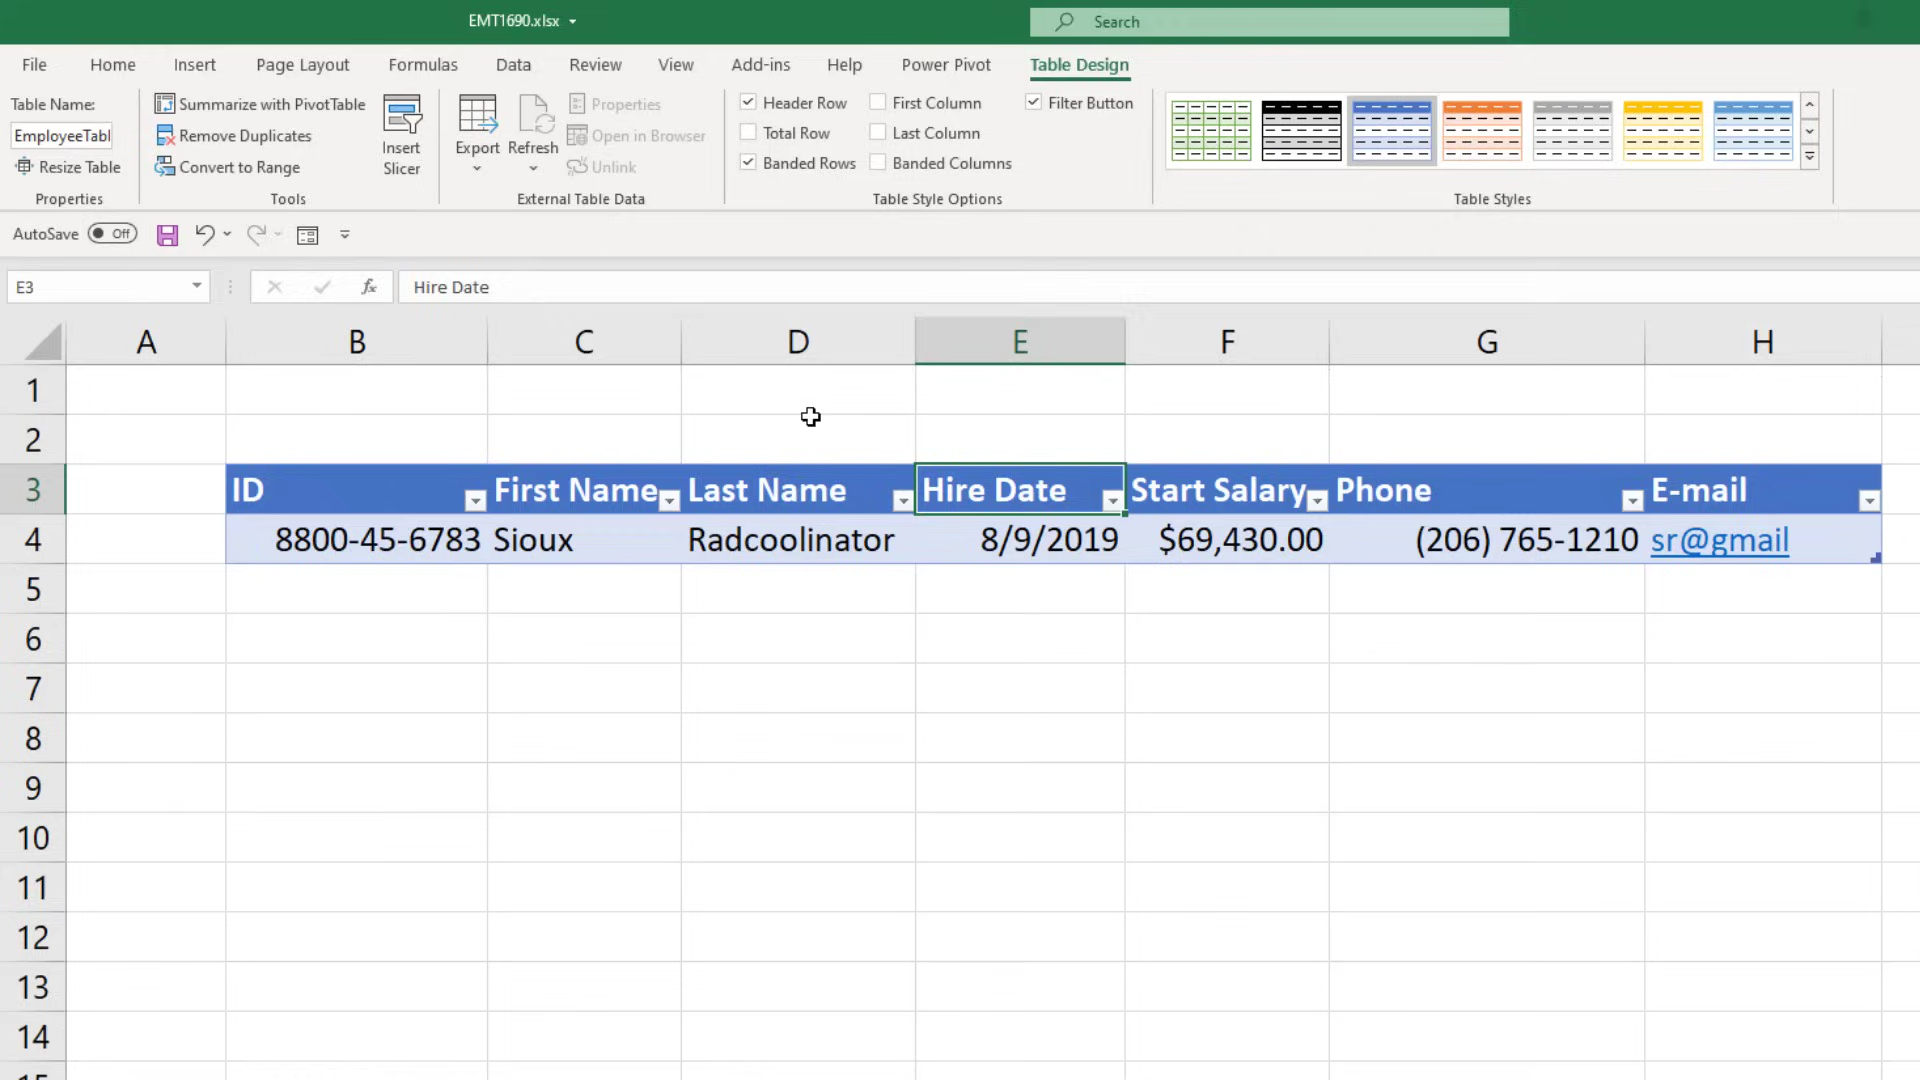 EMT1690.xlsx
Search
File Home Insert Page Layout Formulas Data Review View Add-ins Help Power Pivot Table Design
Table Name:
EmployeeTabl
Resize Table
Properties
Summarize with PivotTable
Remove Duplicates
Convert to Range
Insert
Slicer
Tools
Export
Refresh
Properties
Open in Browser
Unlink
External Table Data
Header Row
Total Row
Banded Rows
First Column
Last Column
Banded Columns
Filter Button
Table Style Options
Table Styles
AutoSave Off
E3 fx Hire Date
A B C D E F G H
1
2
3 ID First Name Last Name Hire Date Start Salary Phone E-mail
4 8800-45-6783 Sioux Radcoolinator 8/9/2019 $69,430.00 (206) 765-1210 sr@gmail
5
6
7
8
9
10
11
12
13
14
15